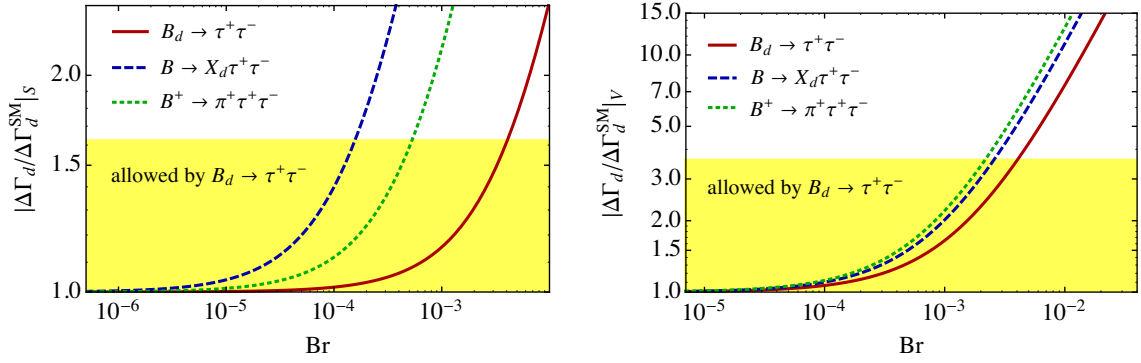 |ΔΓ_d/ΔΓ_d^SM|_S
2.0
1.5
1.0
B_d → τ⁺τ⁻
B → X_d τ⁺τ⁻
B⁺ → π⁺τ⁺τ⁻
allowed by B_d → τ⁺τ⁻
10⁻⁶ 10⁻⁵ 10⁻⁴ 10⁻³
Br
|ΔΓ_d/ΔΓ_d^SM|_V
15.0
10.0
7.0
5.0
3.0
2.0
1.5
1.0
B_d → τ⁺τ⁻
B → X_d τ⁺τ⁻
B⁺ → π⁺τ⁺τ⁻
allowed by B_d → τ⁺τ⁻
10⁻⁵ 10⁻⁴ 10⁻³ 10⁻²
Br